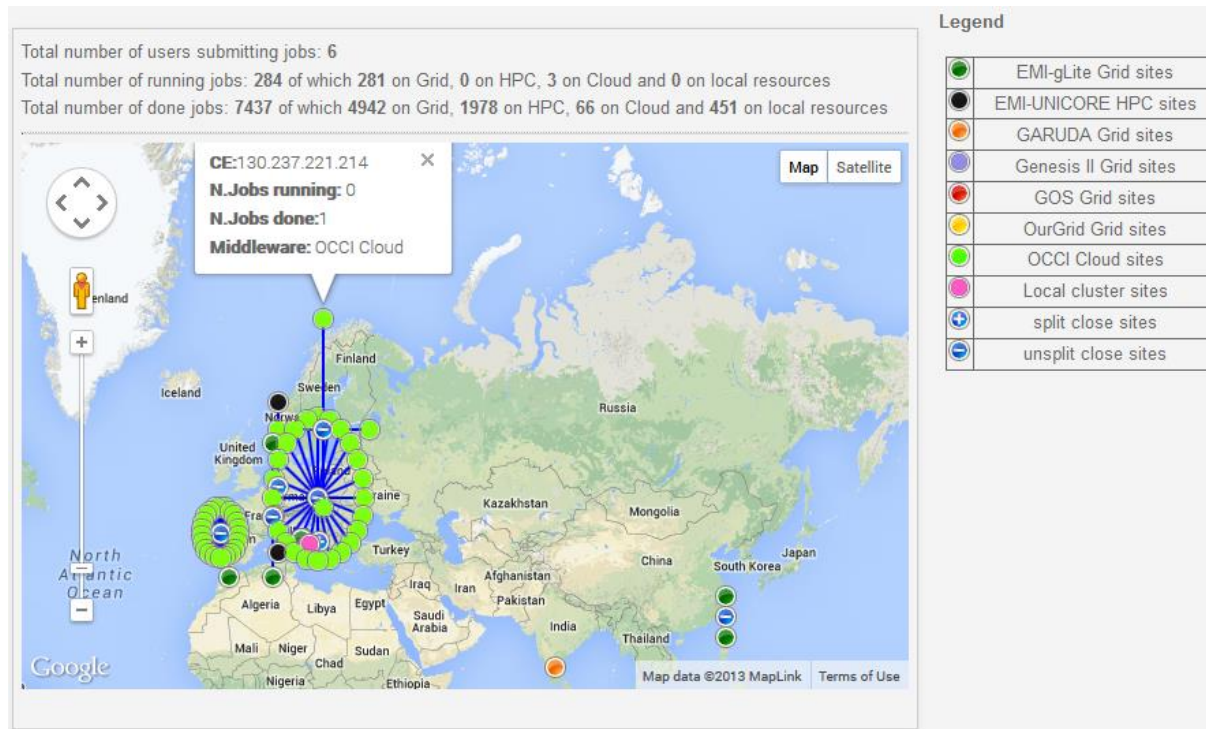 Legend
Total number of users submitting jobs: 6
Total number of running jobs: 284 of which 281 on Grid, 0 on HPC, 3 on Cloud and 0 on local resources
Total number of done jobs: 7437 of which 4942 on Grid, 1978 on HPC, 66 on Cloud and 451 on local resources
EMI-gLite Grid sites
EMI-UNICORE HPC sites
GARUDA Grid sites
Genesis II Grid sites
GOS Grid sites
OurGrid Grid sites
OCCI Cloud sites
Local cluster sites
split close sites
unsplit close sites
CE:130.237.221.214
N.Jobs running: 0
N.Jobs done:1
Middleware: OCCI Cloud
Map Satellite
enland
Finland
Iceland
Sweden
Russia
Norwa
United
Kingdom
raine
Kazakhstan
Mongolia
Fra
Turkey
China
Japan
South Korea
North
Atlantic
Ocean
Algeria
Libya
Egypt
Iraq
Iran
Afghanistan
Pakistan
Saudi
Arabia
India
Thailand
Mali
Niger
Chad
Sudan
Nigeria
Ethiopia
Google
Map data ©2013 MapLink Terms of Use